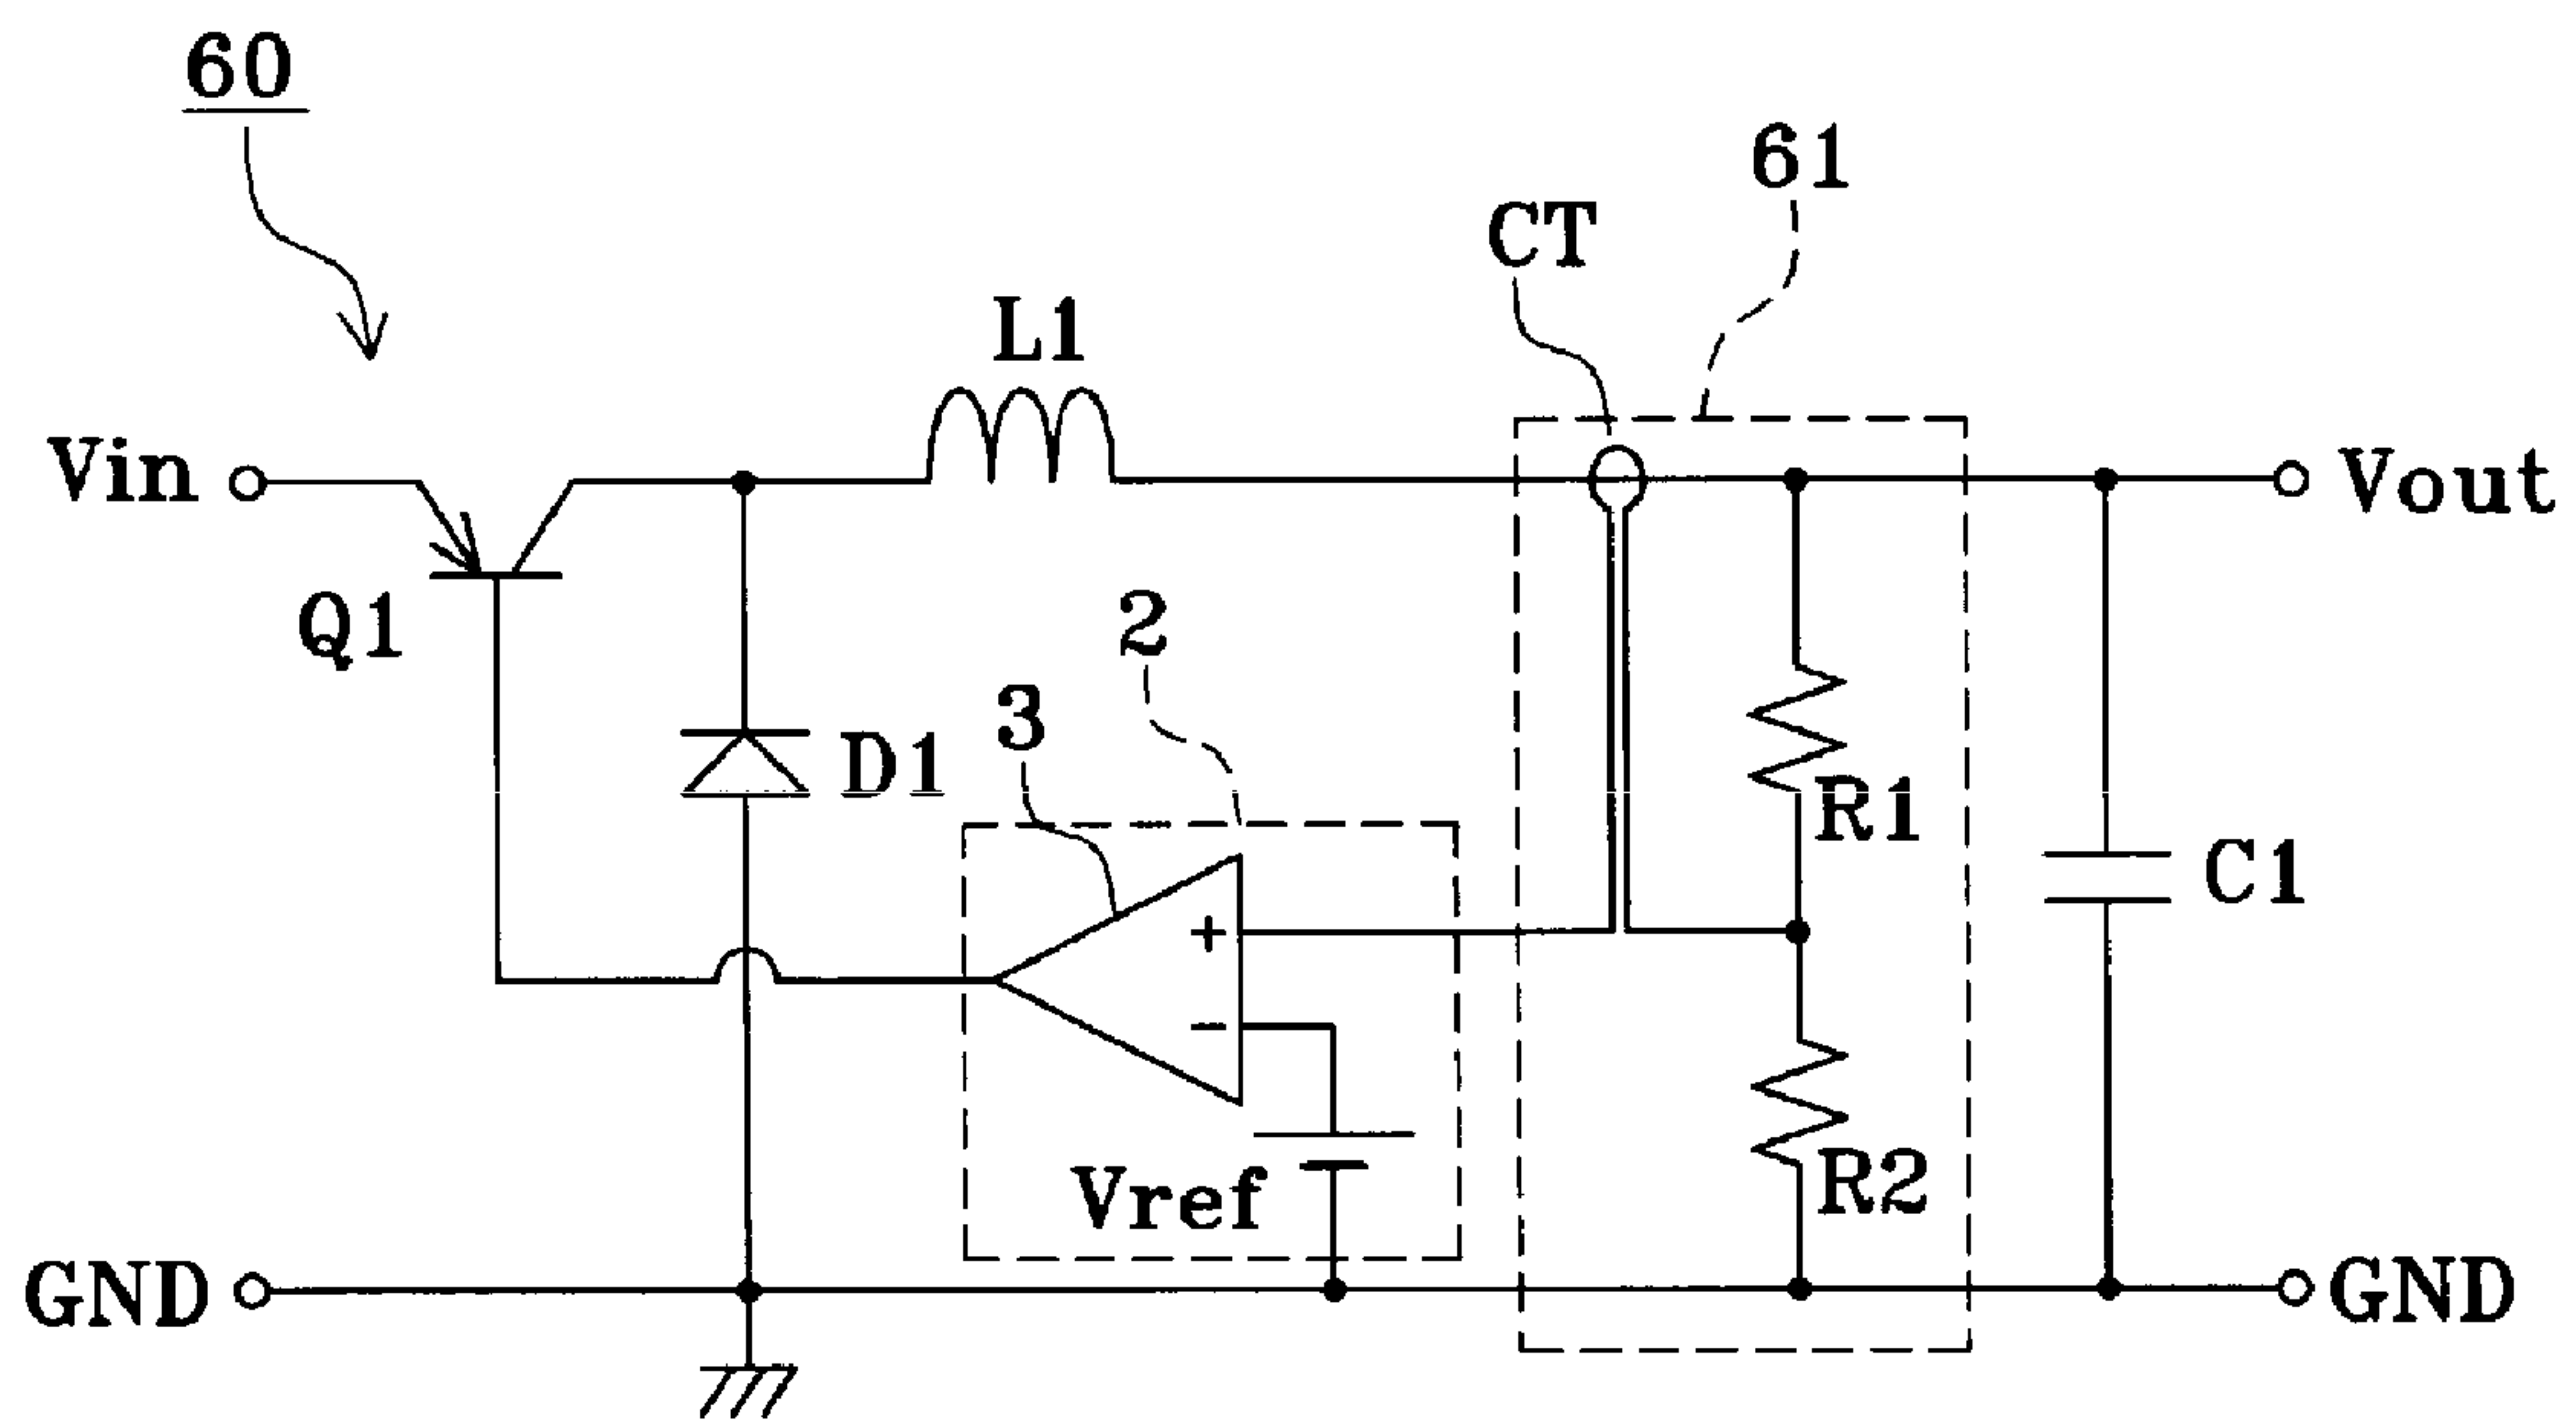 60
61
CT
L1
Vin
Vout
Q1
2
3
D1
R1
C1
+
−
Vref
R2
GND
GND